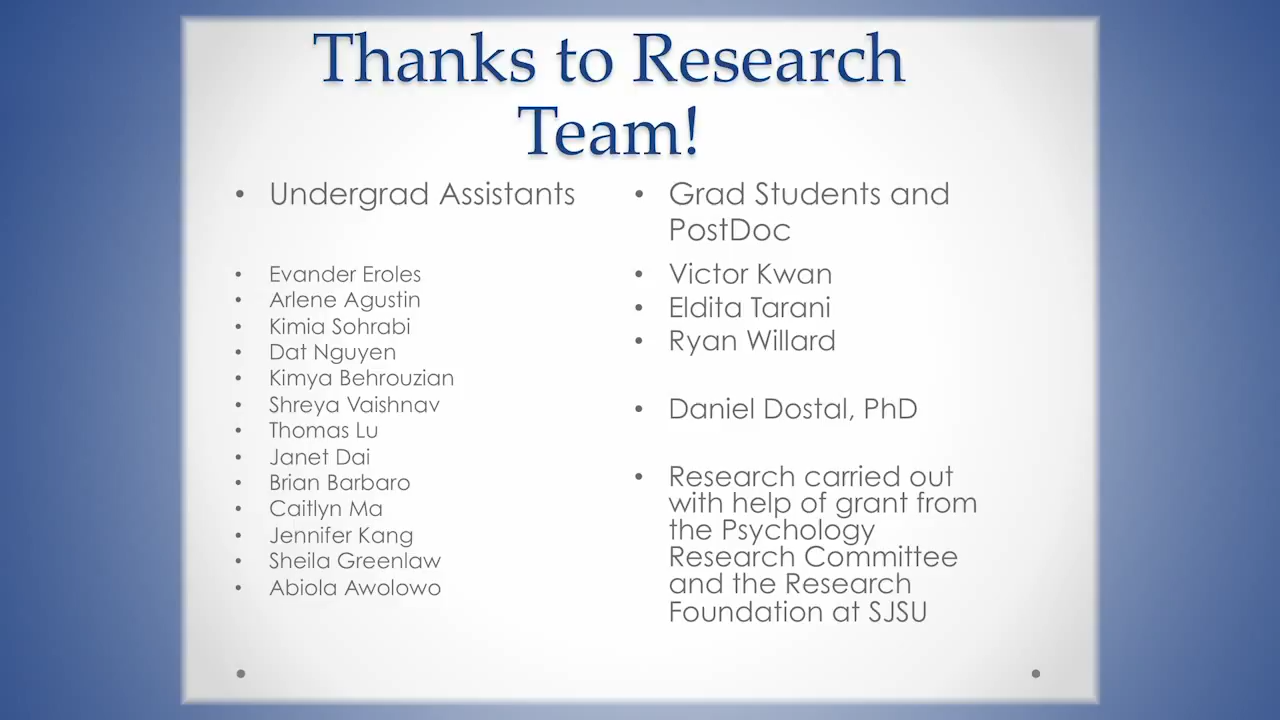 Thanks to Research
Team!
• Undergrad Assistants
• Evander Eroles
• Arlene Agustin
• Kimia Sohrabi
• Dat Nguyen
• Kimya Behrouzian
• Shreya Vaishnav
• Thomas Lu
• Janet Dai
• Brian Barbaro
• Caitlyn Ma
• Jennifer Kang
• Sheila Greenlaw
• Abiola Awolowo
• Grad Students and
PostDoc
• Victor Kwan
• Eldita Tarani
• Ryan Willard
• Daniel Dostal, PhD
• Research carried out
with help of grant from
the Psychology
Research Committee
and the Research
Foundation at SJSU